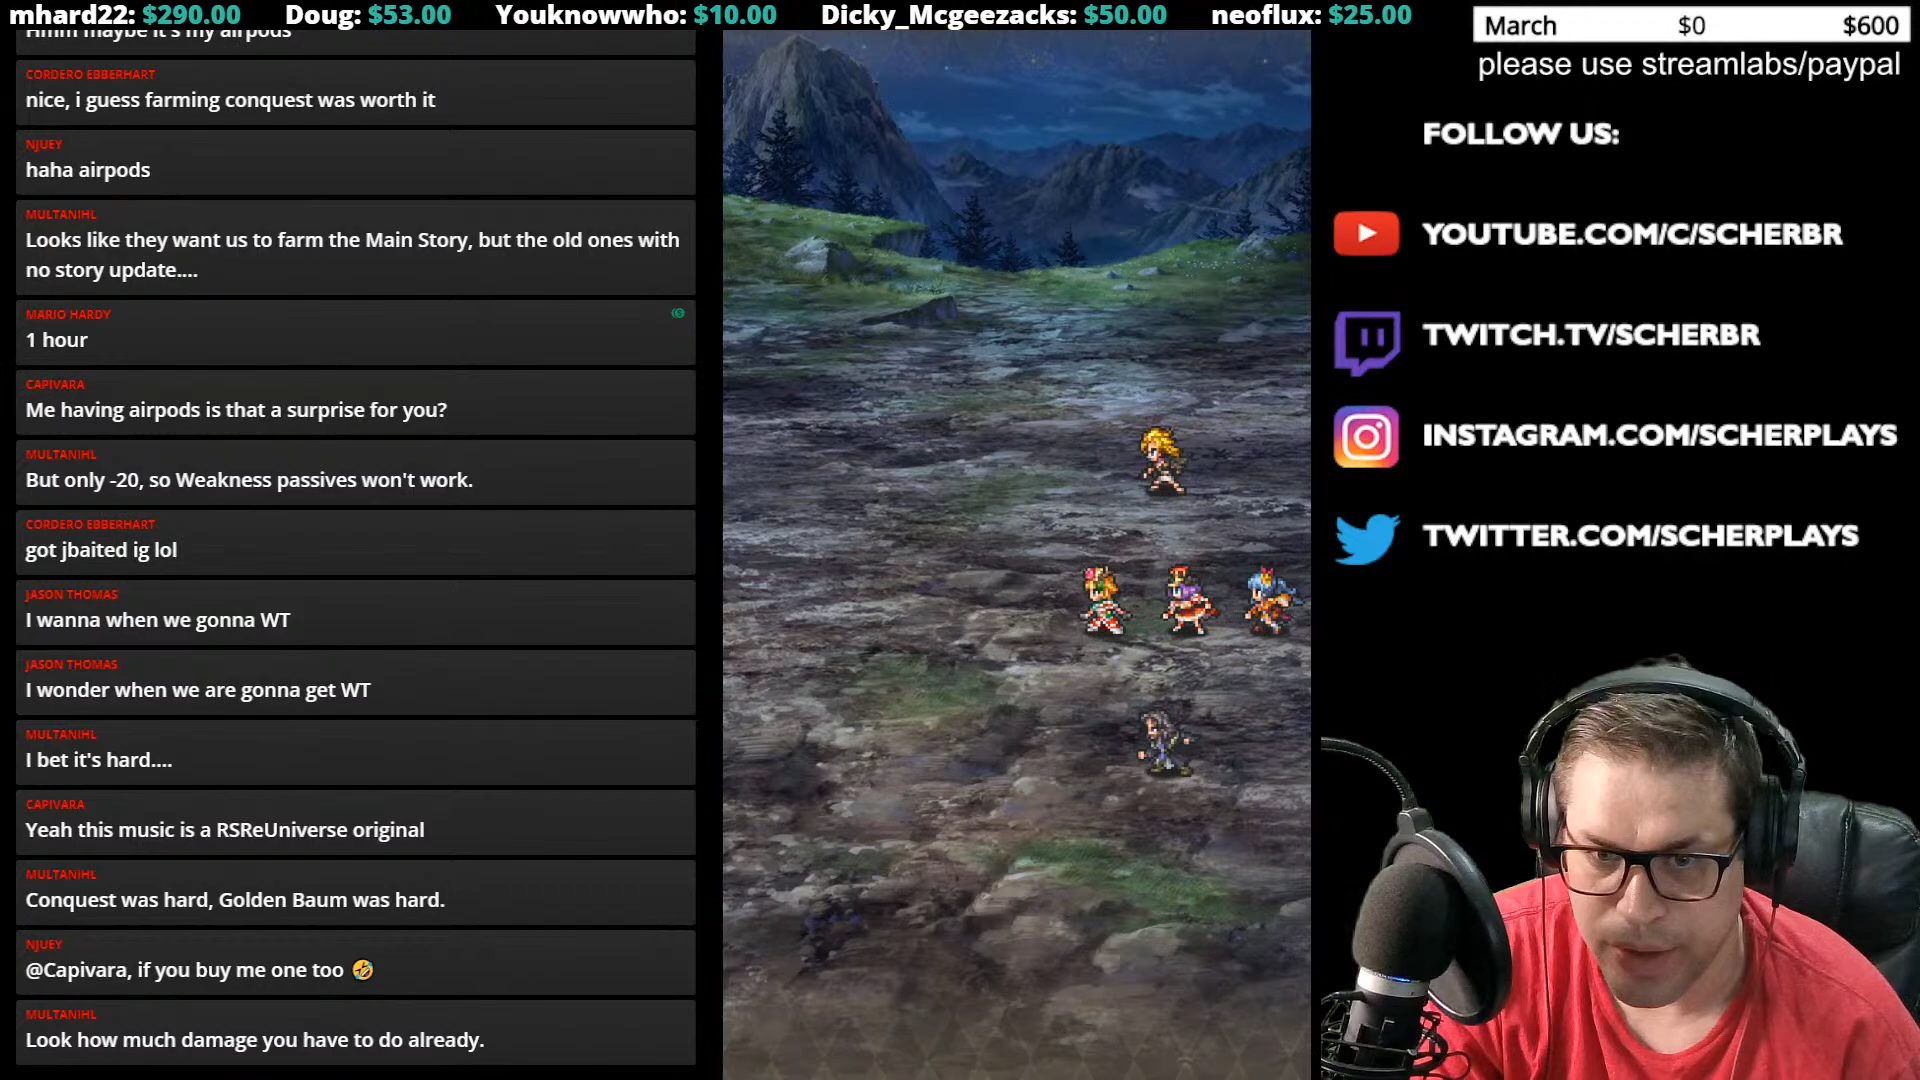 mhard22: $290.00 Doug: $53.00 Youknowwho: $10.00 Dicky_Mcgeezacks: $50.00 neoflux: $25.00
Hmm maybe it's my airpods
CORDERO EBBERHART
nice, i guess farming conquest was worth it
NJUEY
haha airpods
MULTANIHL
Looks like they want us to farm the Main Story, but the old ones with
no story update....
MARIO HARDY
1 hour
CAPIVARA
Me having airpods is that a surprise for you?
MULTANIHL
But only -20, so Weakness passives won't work.
CORDERO EBBERHART
got jbaited ig lol
JASON THOMAS
I wanna when we gonna WT
JASON THOMAS
I wonder when we are gonna get WT
MULTANIHL
I bet it's hard....
CAPIVARA
Yeah this music is a RSReUniverse original
MULTANIHL
Conquest was hard, Golden Baum was hard.
NJUEY
@Capivara, if you buy me one too 🤣
MULTANIHL
Look how much damage you have to do already.
March $0 $600
please use streamlabs/paypal
FOLLOW US:
YOUTUBE.COM/C/SCHERBR
TWITCH.TV/SCHERBR
INSTAGRAM.COM/SCHERPLAYS
TWITTER.COM/SCHERPLAYS